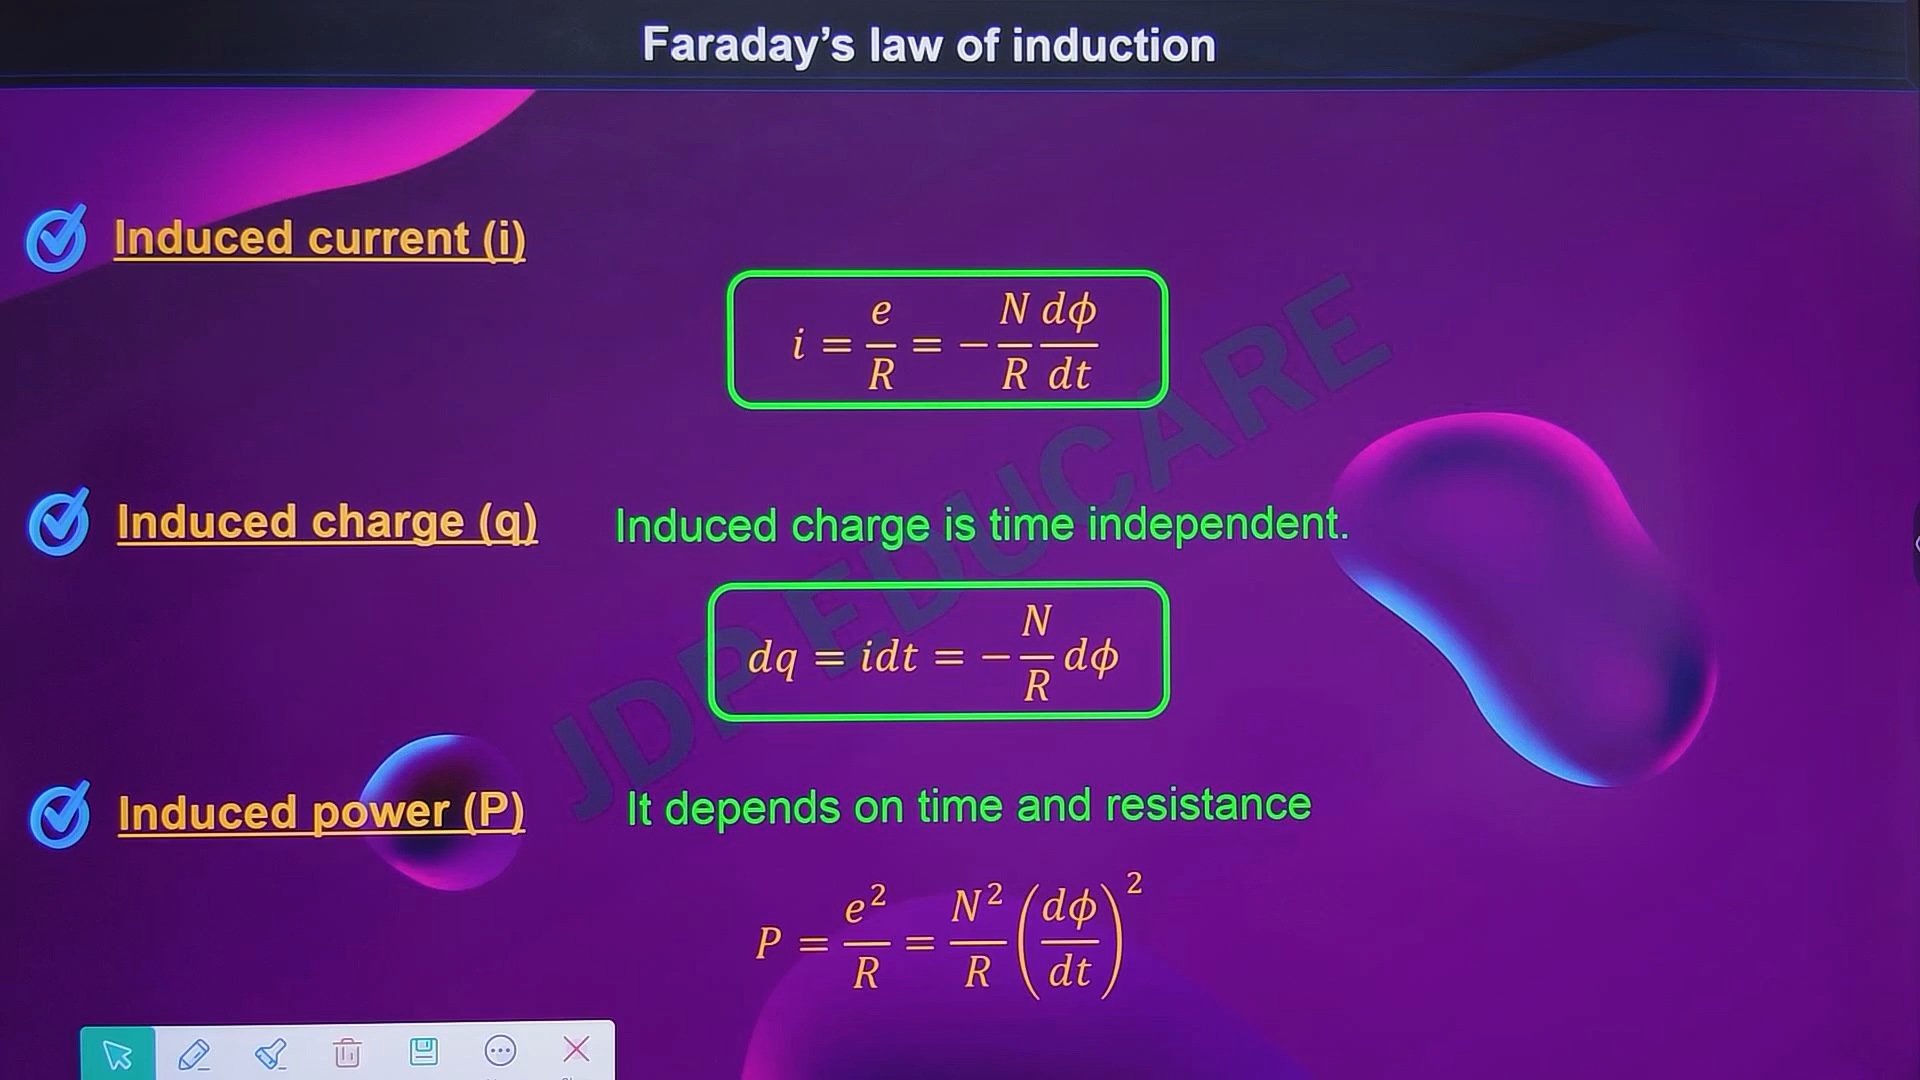 Faraday’s law of induction
Induced current (i)
i = e/R = −N/R dϕ/dt
Induced charge (q) Induced charge is time independent.
dq = idt = −N/R dϕ
Induced power (P) It depends on time and resistance
P = e²/R = N²/R (dϕ/dt)²
JDP EDUCARE